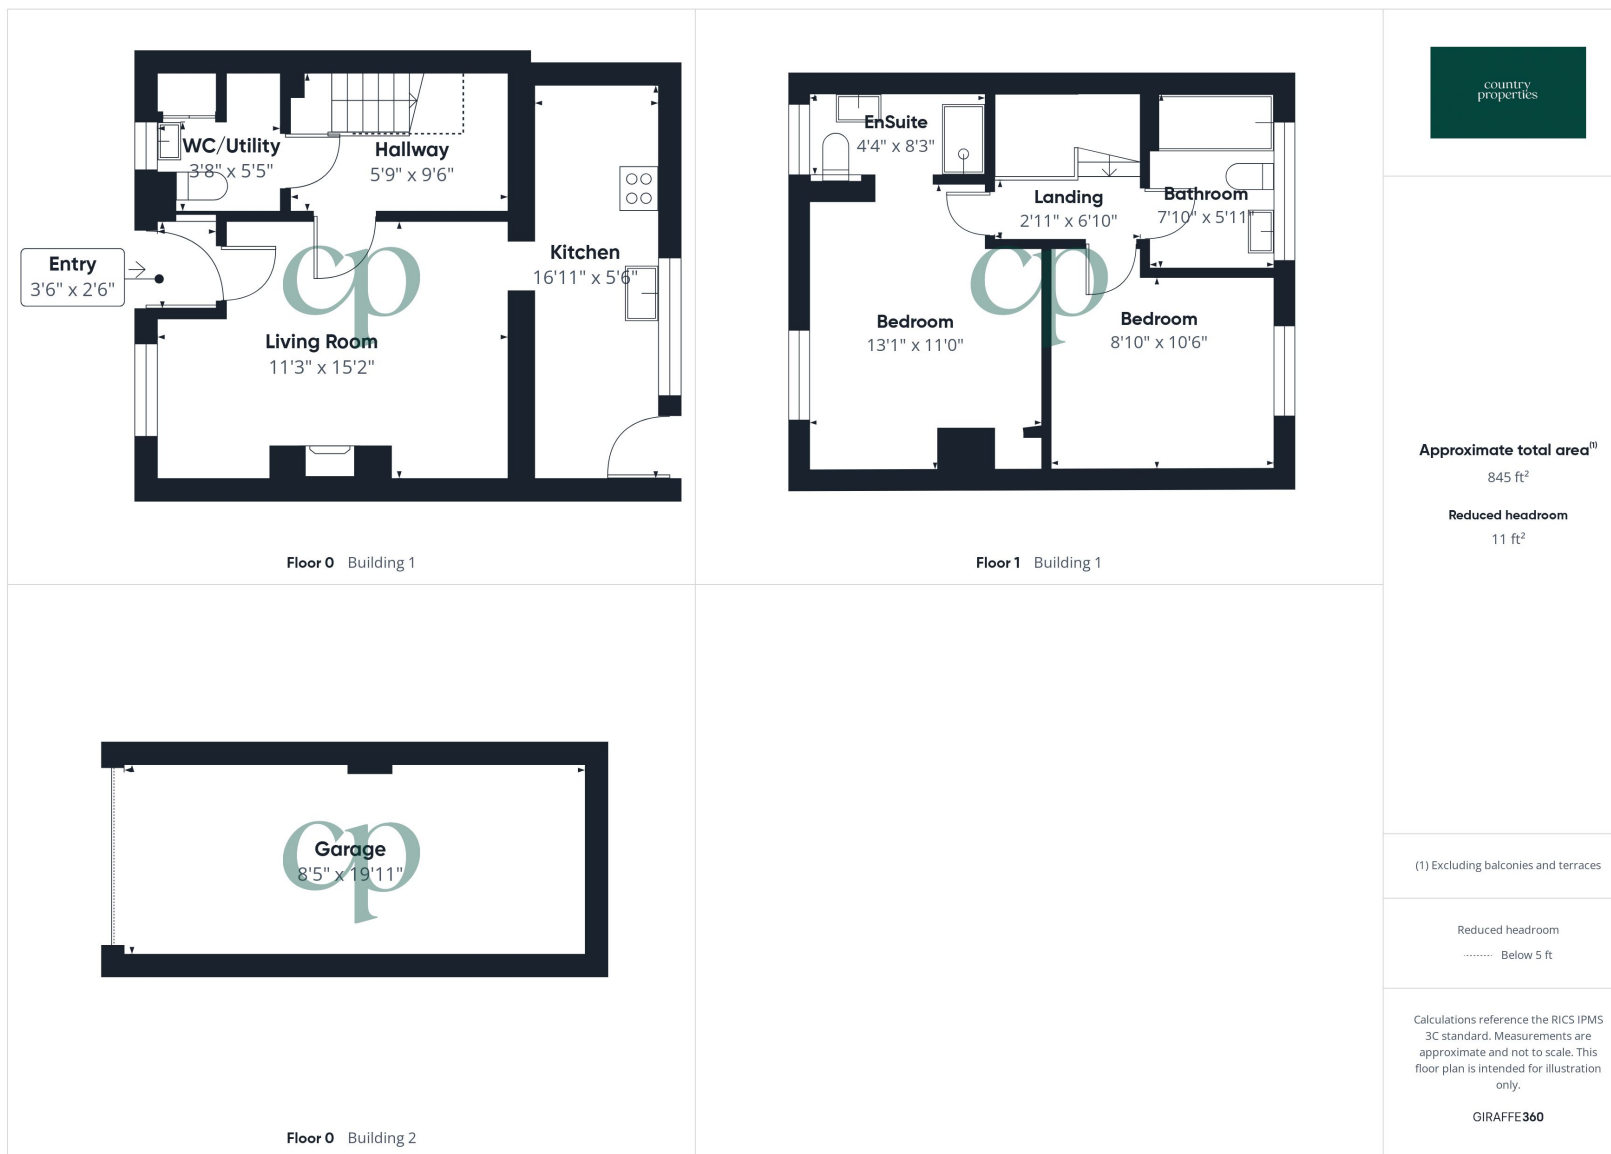 WC/Utility
3'8" x 5'5"
Hallway
5'9" x 9'6"
Kitchen
16'11" x 5'6"
Entry
3'6" x 2'6"
Living Room
11'3" x 15'2"
cp
Floor 0 Building 1
EnSuite
4'4" x 8'3"
Landing
2'11" x 6'10"
Bathroom
7'10" x 5'11"
Bedroom
13'1" x 11'0"
Bedroom
8'10" x 10'6"
cp
Floor 1 Building 1
Garage
8'5" x 19'11"
cp
Floor 0 Building 2
country
properties
Approximate total area(1)
845 ft²
Reduced headroom
11 ft²
(1) Excluding balconies and terraces
Reduced headroom
Below 5 ft
Calculations reference the RICS IPMS
3C standard. Measurements are
approximate and not to scale. This
floor plan is intended for illustration
only.
GIRAFFE360